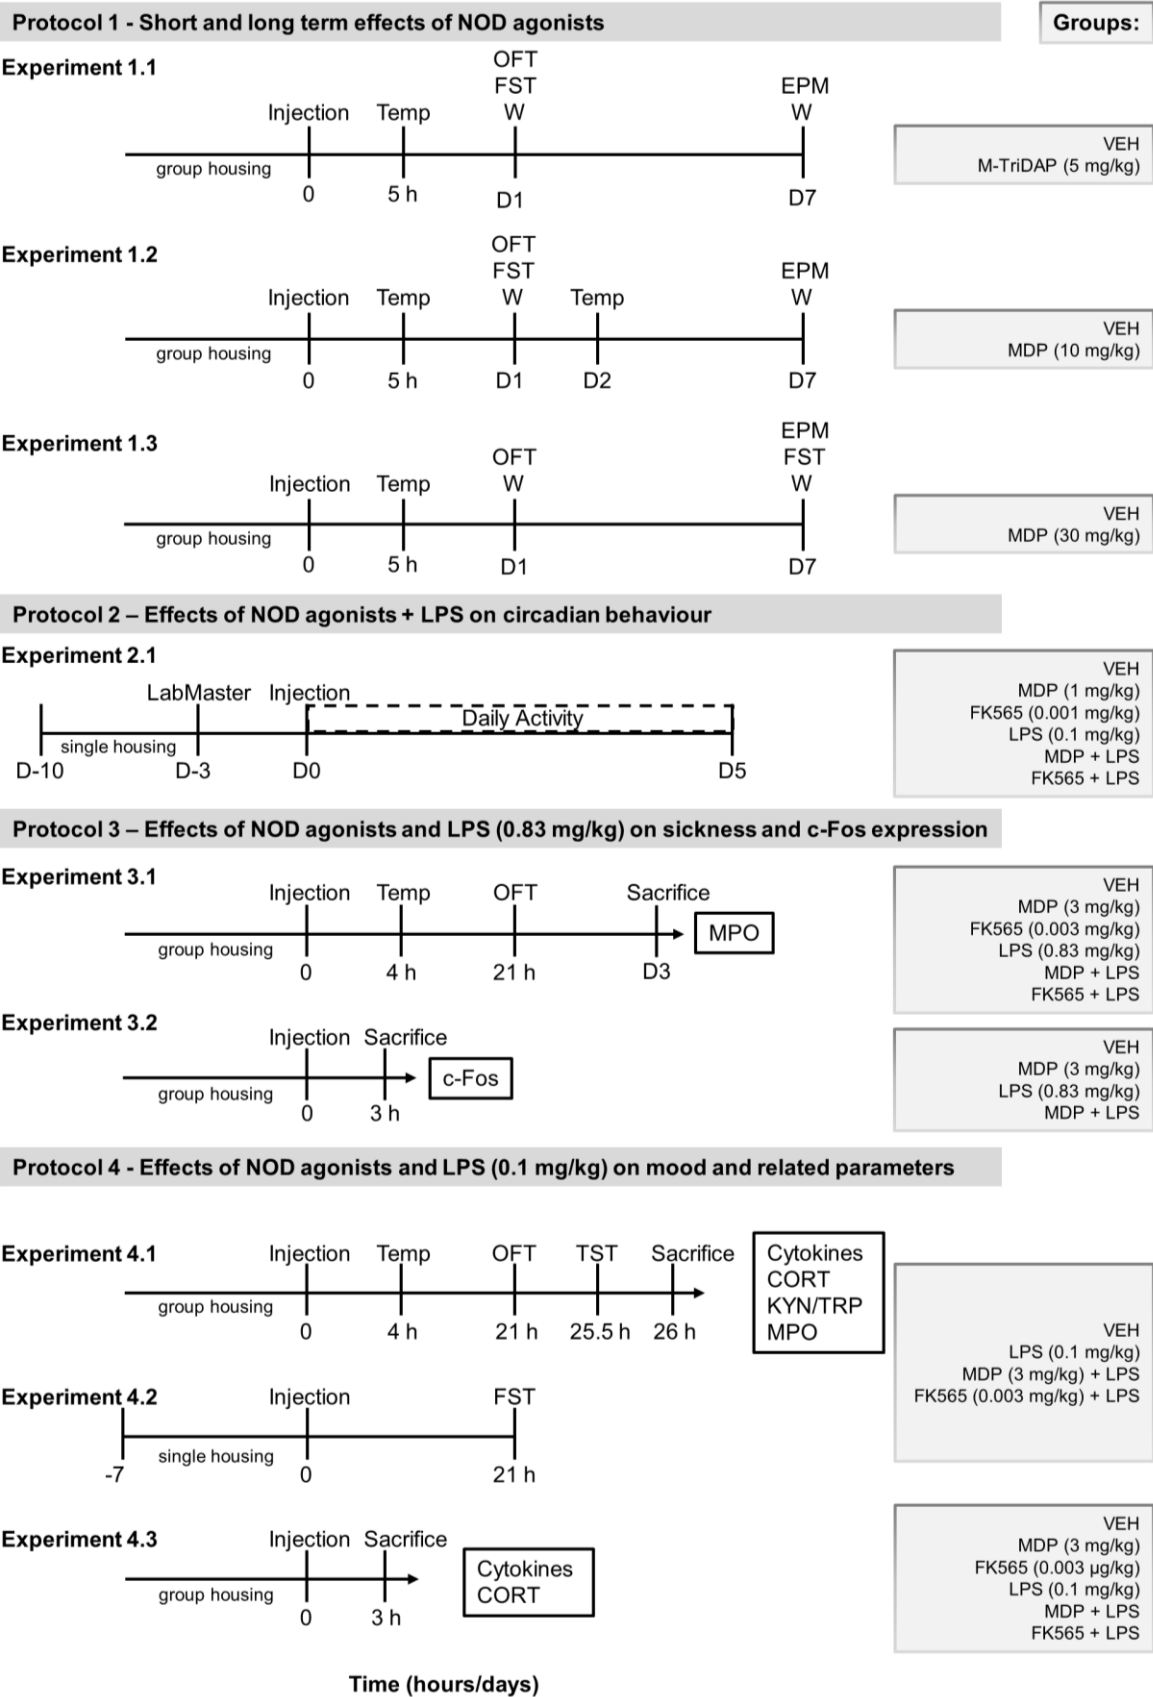 Protocol 1 - Short and long term effects of NOD agonists
Groups:
Experiment 1.1
OFT
FST
W
EPM
W
Injection
Temp
group housing
0
5 h
D1
D7
VEH
M-TriDAP (5 mg/kg)
Experiment 1.2
OFT
FST
W
EPM
W
Injection
Temp
Temp
group housing
0
5 h
D1
D2
D7
VEH
MDP (10 mg/kg)
Experiment 1.3
OFT
W
EPM
FST
W
Injection
Temp
group housing
0
5 h
D1
D7
VEH
MDP (30 mg/kg)
Protocol 2 – Effects of NOD agonists + LPS on circadian behaviour
Experiment 2.1
LabMaster
Injection
Daily Activity
single housing
D-10
D-3
D0
D5
VEH
MDP (1 mg/kg)
FK565 (0.001 mg/kg)
LPS (0.1 mg/kg)
MDP + LPS
FK565 + LPS
Protocol 3 – Effects of NOD agonists and LPS (0.83 mg/kg) on sickness and c-Fos expression
Experiment 3.1
Injection
Temp
OFT
Sacrifice
MPO
group housing
0
4 h
21 h
D3
VEH
MDP (3 mg/kg)
FK565 (0.003 mg/kg)
LPS (0.83 mg/kg)
MDP + LPS
FK565 + LPS
Experiment 3.2
Injection
Sacrifice
c-Fos
group housing
0
3 h
VEH
MDP (3 mg/kg)
LPS (0.83 mg/kg)
MDP + LPS
Protocol 4 - Effects of NOD agonists and LPS (0.1 mg/kg) on mood and related parameters
Experiment 4.1
Injection
Temp
OFT
TST
Sacrifice
Cytokines
CORT
KYN/TRP
MPO
group housing
0
4 h
21 h
25.5 h
26 h
VEH
LPS (0.1 mg/kg)
MDP (3 mg/kg) + LPS
FK565 (0.003 mg/kg) + LPS
Experiment 4.2
Injection
FST
single housing
-7
0
21 h
Experiment 4.3
Injection
Sacrifice
Cytokines
CORT
group housing
0
3 h
VEH
MDP (3 mg/kg)
FK565 (0.003 µg/kg)
LPS (0.1 mg/kg)
MDP + LPS
FK565 + LPS
Time (hours/days)